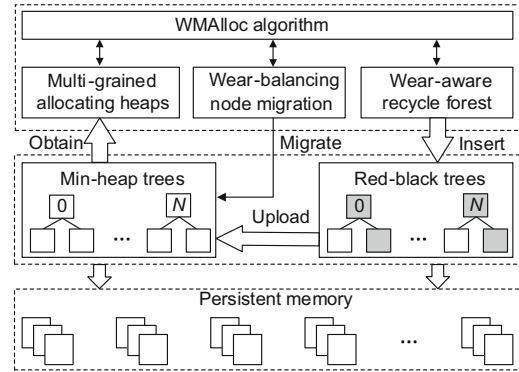 WMAlloc algorithm
Multi-grained
allocating heaps
Wear-balancing
node migration
Wear-aware
recycle forest
Obtain
Migrate
Insert
Min-heap trees
0
N
...
Upload
Red-black trees
0
N
...
Persistent memory
...